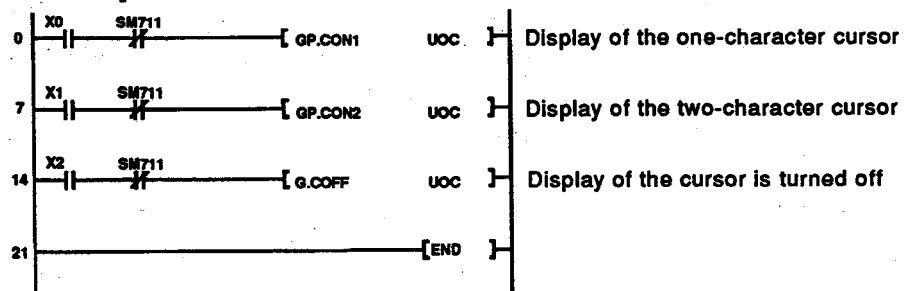 X0 SM711
0 GP.CON1 UOC Display of the one-character cursor
X1 SM711
7 GP.CON2 UOC Display of the two-character cursor
X2 SM711
14 G.COFF UOC Display of the cursor is turned off
21 END